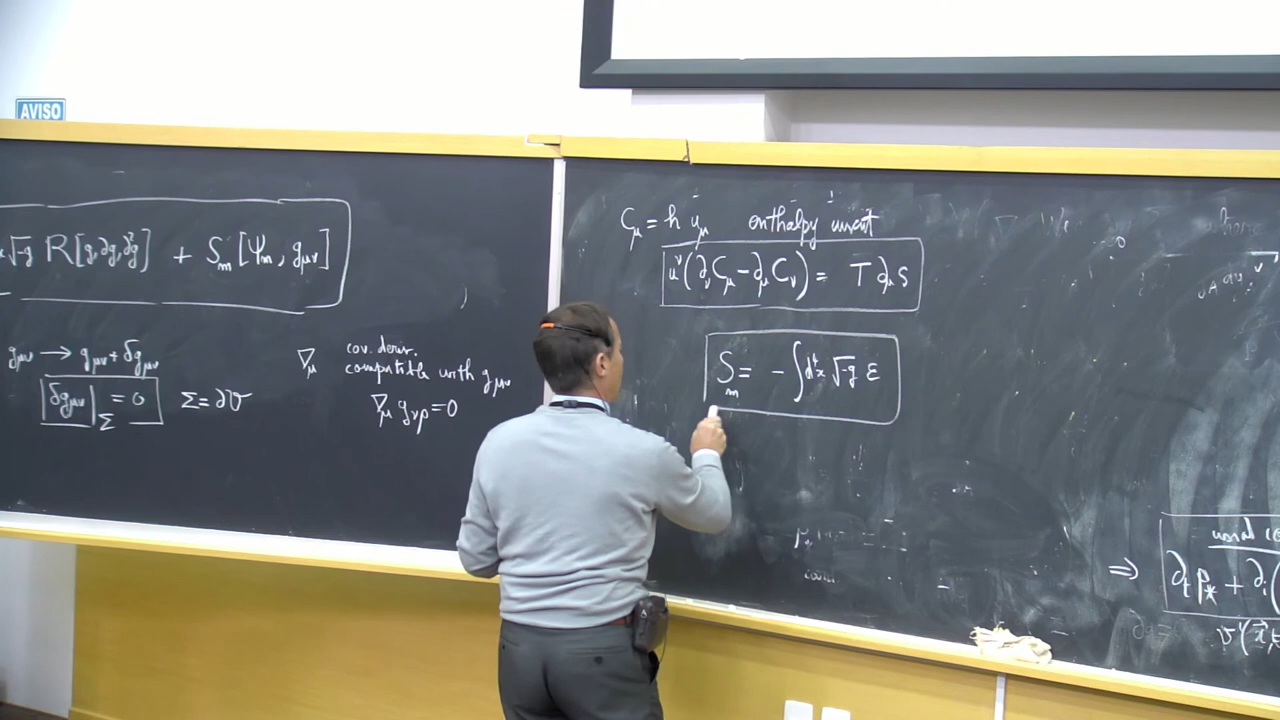 AVISO
√-g R[g,∂g,∂²g] + S_m[Ψ_m, g_μν]
g_μν → g_μν + δg_μν
δg_μν|_Σ = 0 Σ = ∂V
∇_μ cov. deriv.
compatible with g_μν
∇_μ g_νρ = 0
C_μ = h u_μ enthalpy current
u^ν(∂_ν C_μ - ∂_μ C_ν) = T ∂_μ s
S_m = - ∫d⁴x √-g ε
⇒ ∂_t ρ_* + ∂_i(